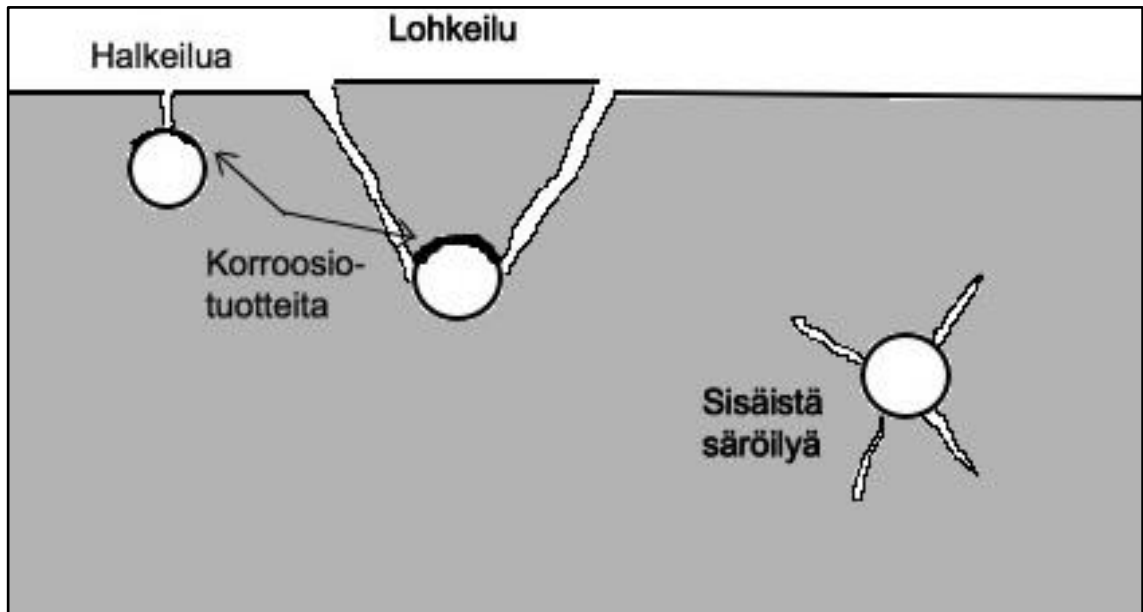 Halkeilua
Lohkeilu
Korroosio-
tuotteita
Sisäistä
säröilyä